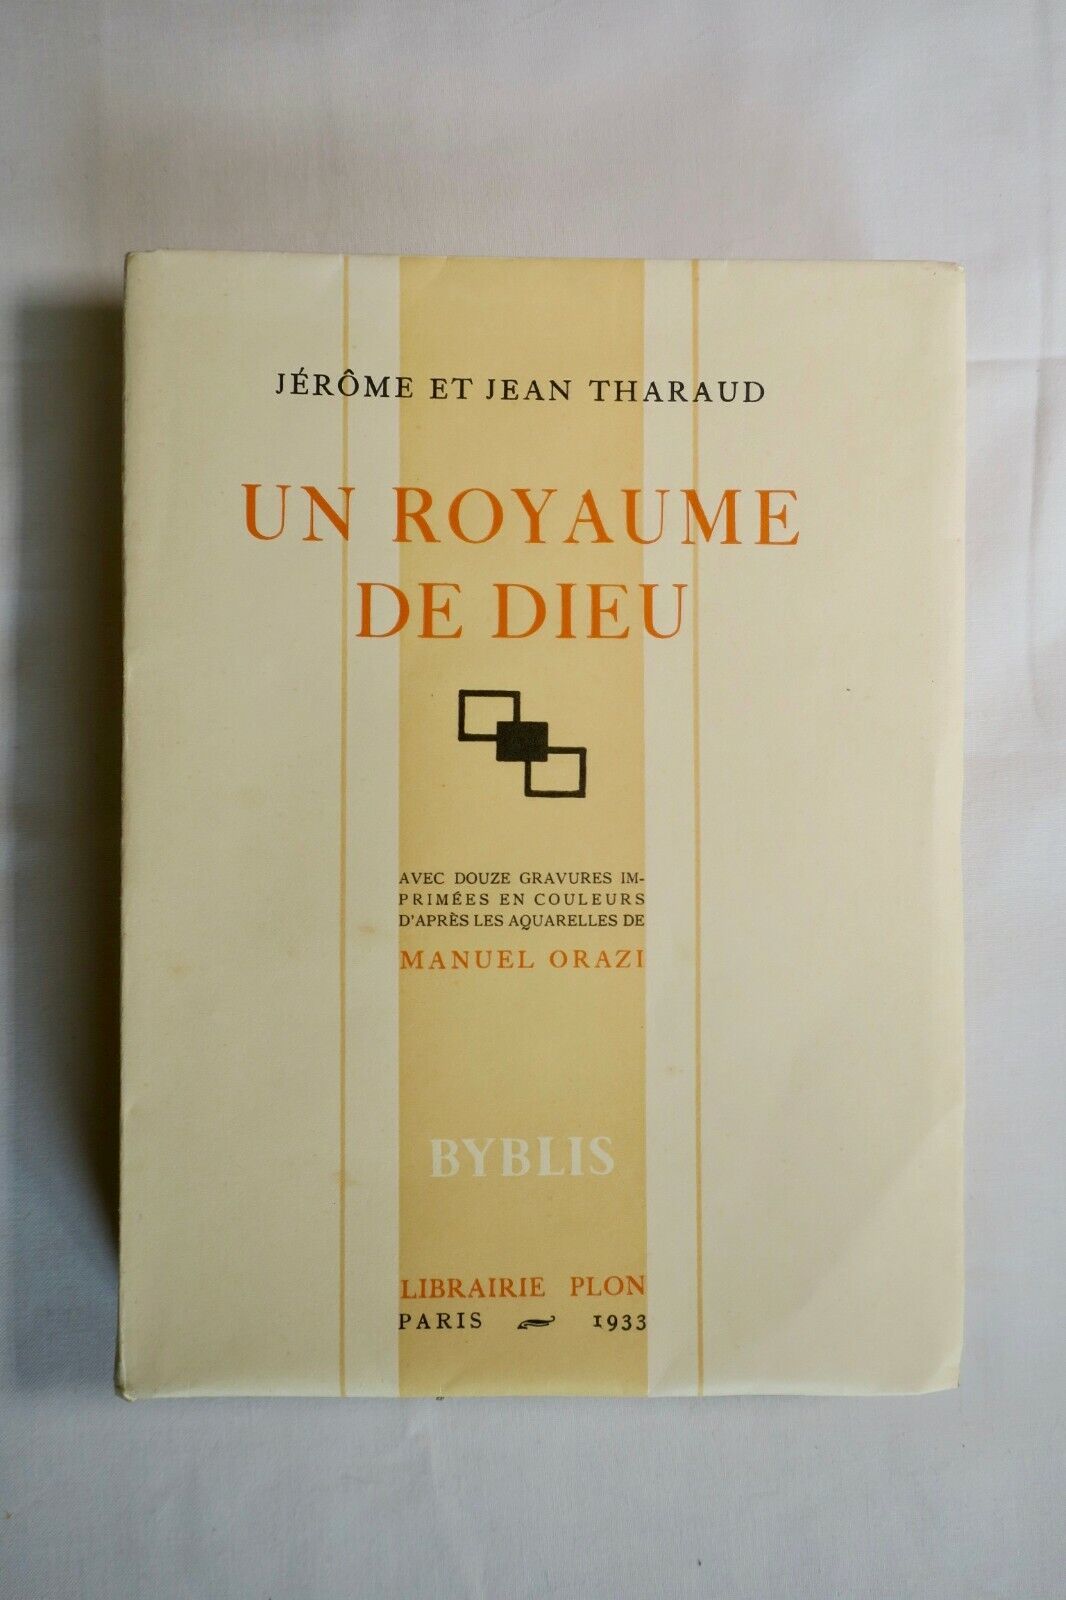 JÉRÔME ET JEAN THARAUD
UN ROYAUME
DE DIEU
AVEC DOUZE GRAVURES IM-
PRIMÉES EN COULEURS
D'APRÈS LES AQUARELLES DE
MANUEL ORAZI
BYBLIS
LIBRAIRIE PLON
PARIS 1933